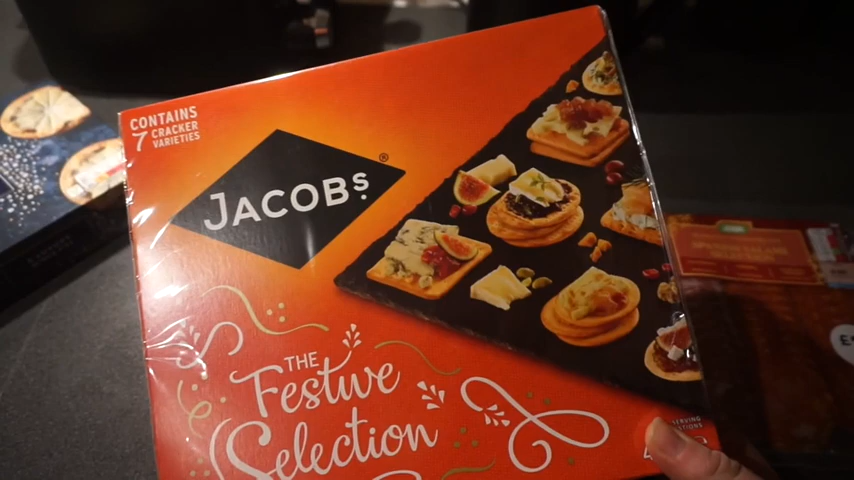 CONTAINS
7 CRACKER
VARIETIES
JACOBS®
THE
Festive
Selection